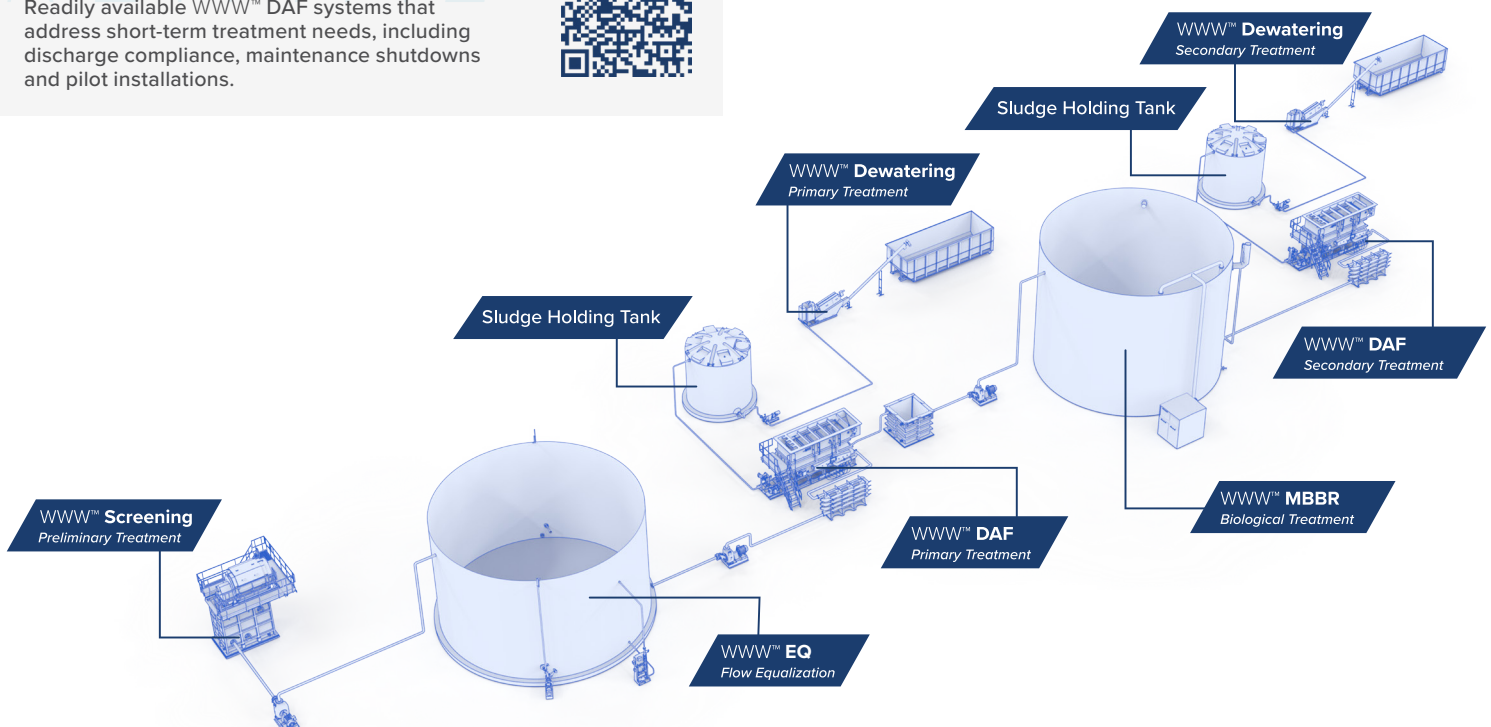 Readily available WWW™ DAF systems that
address short-term treatment needs, including
discharge compliance, maintenance shutdowns
and pilot installations.
WWW™ Dewatering
Secondary Treatment
Sludge Holding Tank
WWW™ Dewatering
Primary Treatment
Sludge Holding Tank
WWW™ DAF
Secondary Treatment
WWW™ MBBR
Biological Treatment
WWW™ Screening
Preliminary Treatment
WWW™ DAF
Primary Treatment
WWW™ EQ
Flow Equalization